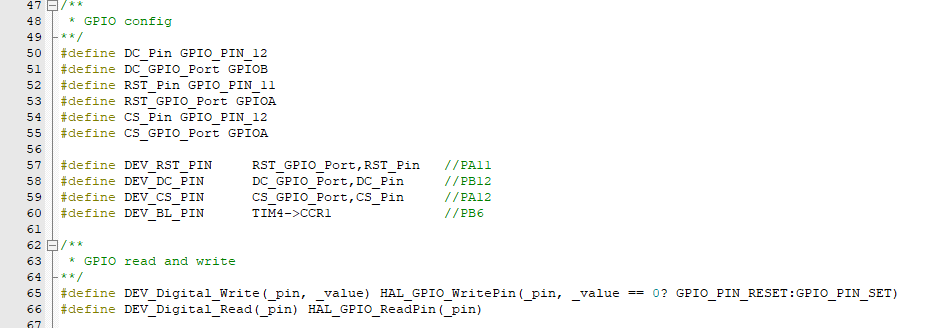 47 /**
48 * GPIO config
49 **/
50 #define DC_Pin GPIO_PIN_12
51 #define DC_GPIO_Port GPIOB
52 #define RST_Pin GPIO_PIN_11
53 #define RST_GPIO_Port GPIOA
54 #define CS_Pin GPIO_PIN_12
55 #define CS_GPIO_Port GPIOA
56
57 #define DEV_RST_PIN     RST_GPIO_Port,RST_Pin   //PA11
58 #define DEV_DC_PIN      DC_GPIO_Port,DC_Pin     //PB12
59 #define DEV_CS_PIN      CS_GPIO_Port,CS_Pin     //PA12
60 #define DEV_BL_PIN      TIM4->CCR1              //PB6
61
62 /**
63 * GPIO read and write
64 **/
65 #define DEV_Digital_Write(_pin, _value) HAL_GPIO_WritePin(_pin, _value == 0? GPIO_PIN_RESET:GPIO_PIN_SET)
66 #define DEV_Digital_Read(_pin) HAL_GPIO_ReadPin(_pin)
67